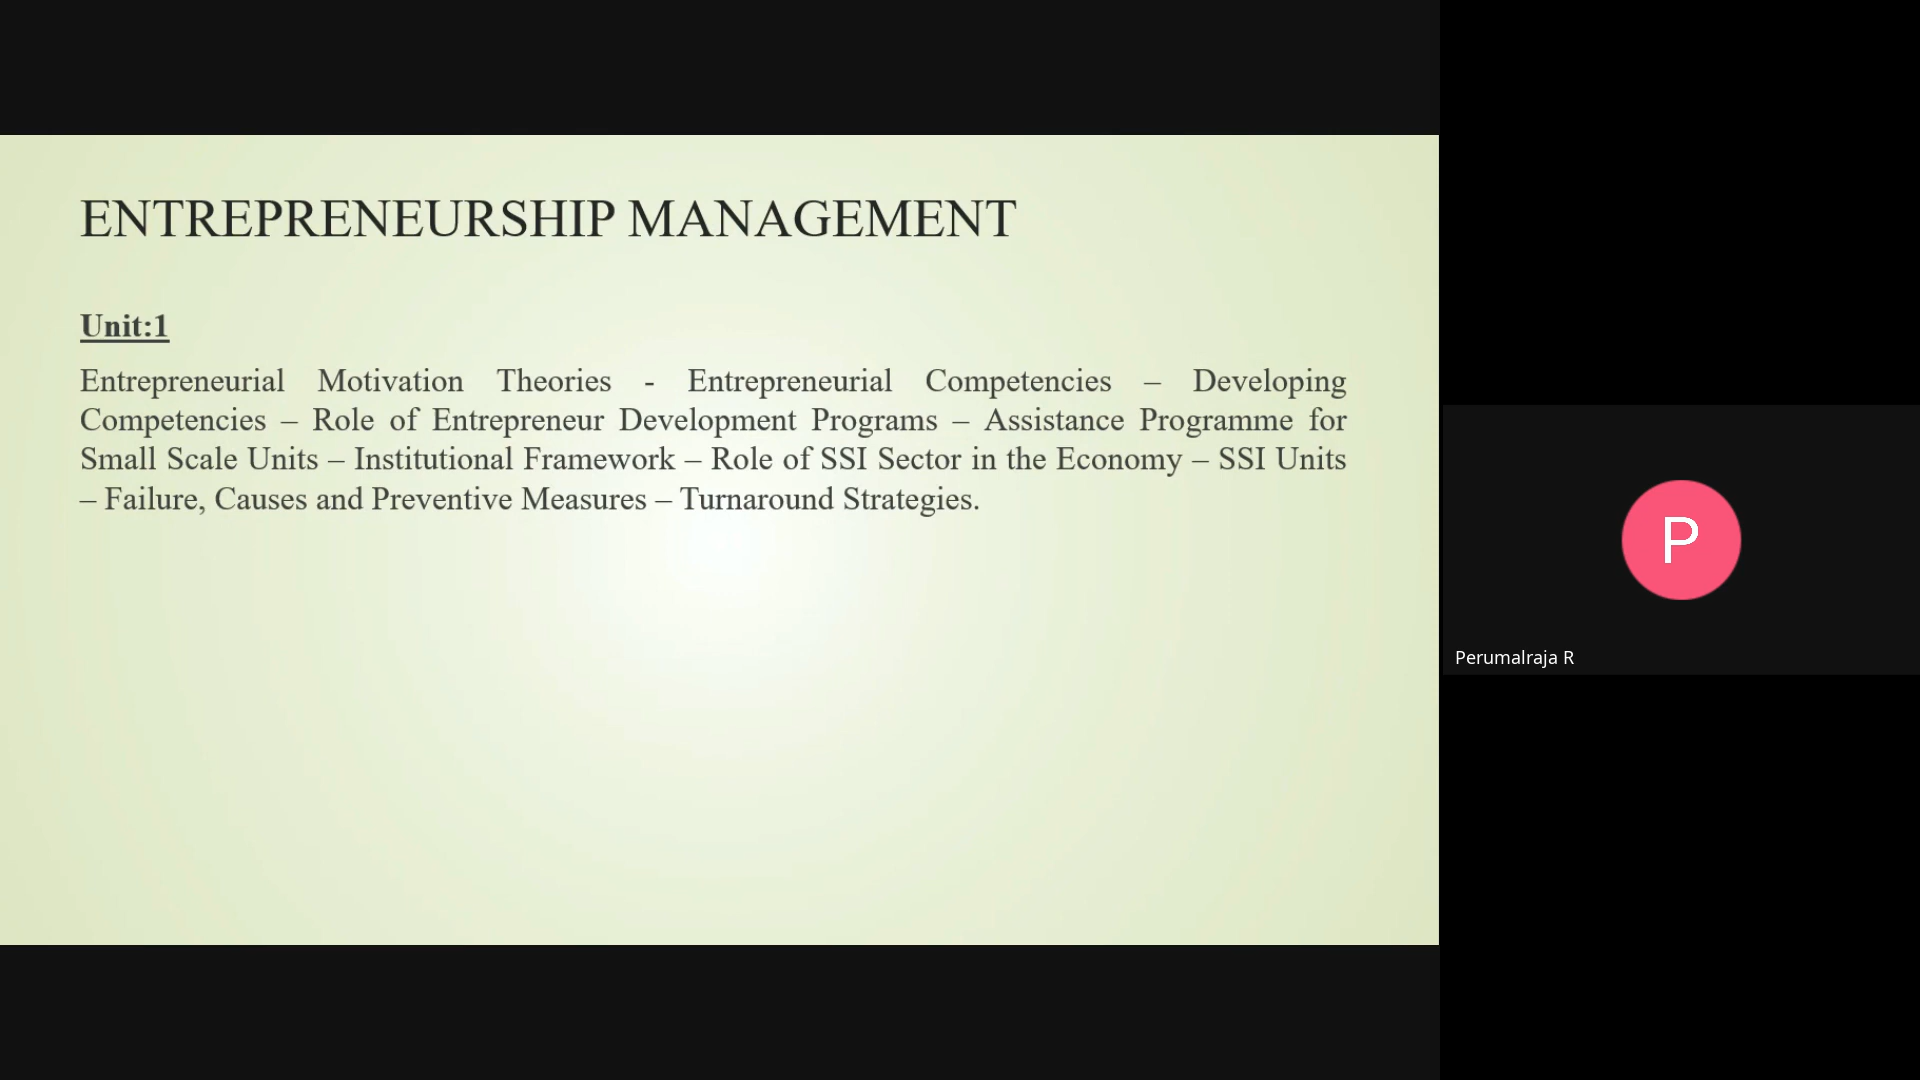 ENTREPRENEURSHIP MANAGEMENT
Unit:1
Entrepreneurial Motivation Theories - Entrepreneurial Competencies – Developing
Competencies – Role of Entrepreneur Development Programs – Assistance Programme for
Small Scale Units – Institutional Framework – Role of SSI Sector in the Economy – SSI Units
– Failure, Causes and Preventive Measures – Turnaround Strategies.
P
Perumalraja R